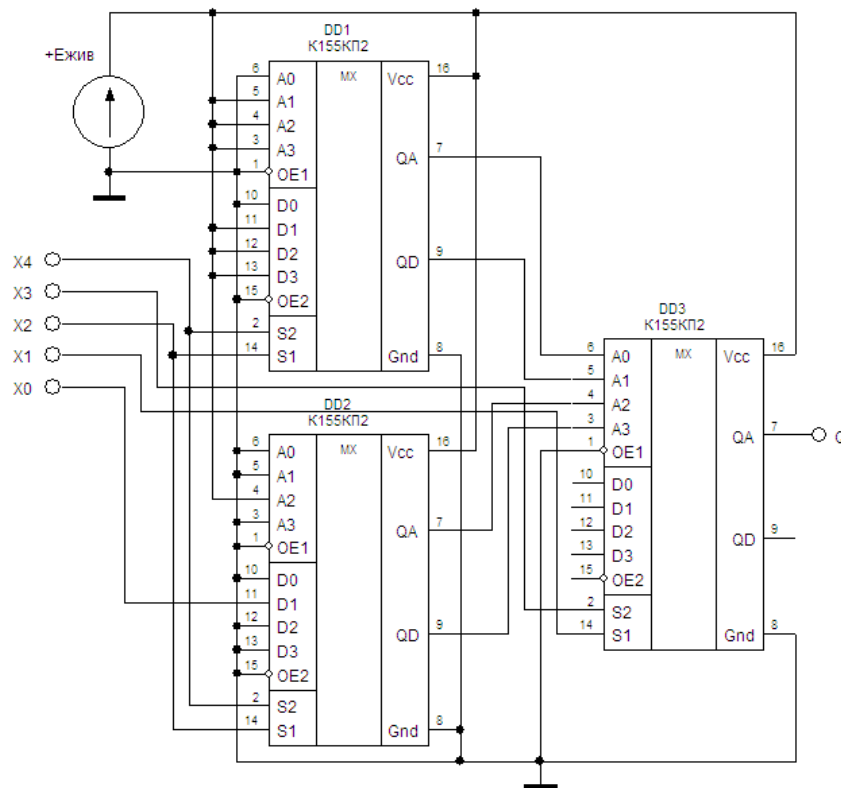 +Ежив
DD1
К155КП2
6 A0 MX Vcc 16
5 A1
4 A2
3 A3
7 QA
1 OE1
10 D0
11 D1
12 D2
9 QD
13 D3
15 OE2
2 S2
14 S1
Gnd 8
X4
X3
X2
X1
X0
DD2
К155КП2
6 A0 MX Vcc 16
5 A1
4 A2
3 A3
7 QA
1 OE1
10 D0
11 D1
12 D2
9 QD
13 D3
15 OE2
2 S2
14 S1
Gnd 8
DD3
К155КП2
6 A0 MX Vcc 16
5 A1
4 A2
3 A3
7 QA
1 OE1
10 D0
11 D1
12 D2
9 QD
13 D3
15 OE2
2 S2
14 S1
Gnd 8